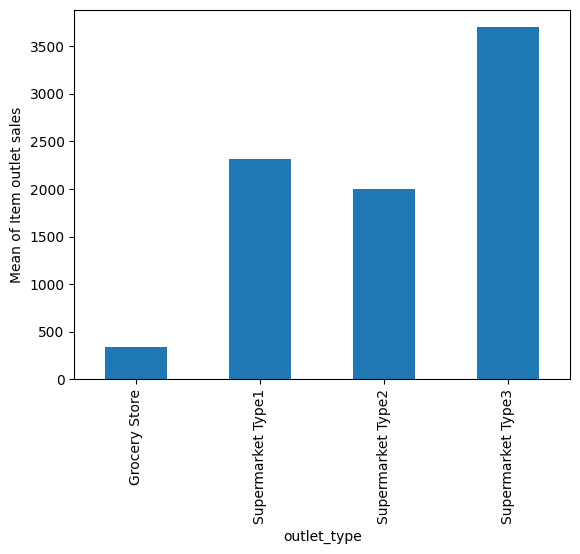 Mean of Item outlet sales
3500
3000
2500
2000
1500
1000
500
0
Grocery Store
Supermarket Type1
Supermarket Type2
Supermarket Type3
outlet_type